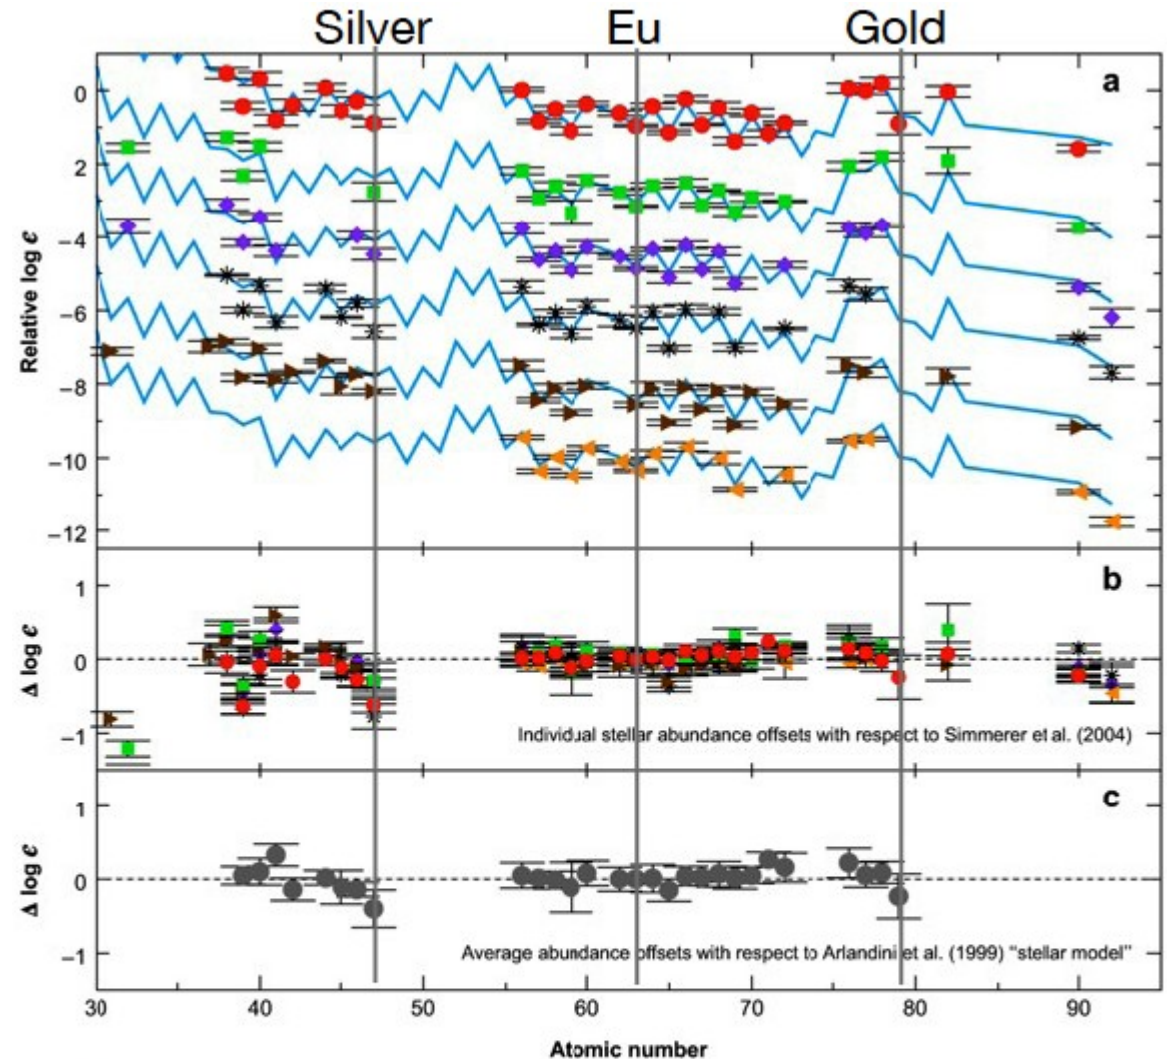 Silver Eu Gold
a
0
−2
−4
−6
−8
−10
−12
Relative log ϵ
b
1
0
−1
Δ log ϵ
Individual stellar abundance offsets with respect to Simmerer et al. (2004)
c
1
0
−1
Δ log ϵ
Average abundance offsets with respect to Arlandini et al. (1999) "stellar model"
30 40 50 60 70 80 90
Atomic number